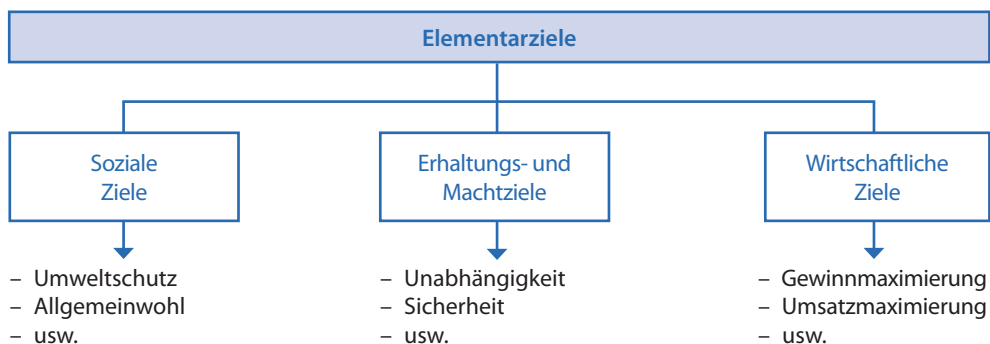 Elementarziele
Soziale
Ziele
Erhaltungs- und
Machtziele
Wirtschaftliche
Ziele
– Umweltschutz
– Allgemeinwohl
– usw.
– Unabhängigkeit
– Sicherheit
– usw.
– Gewinnmaximierung
– Umsatzmaximierung
– usw.